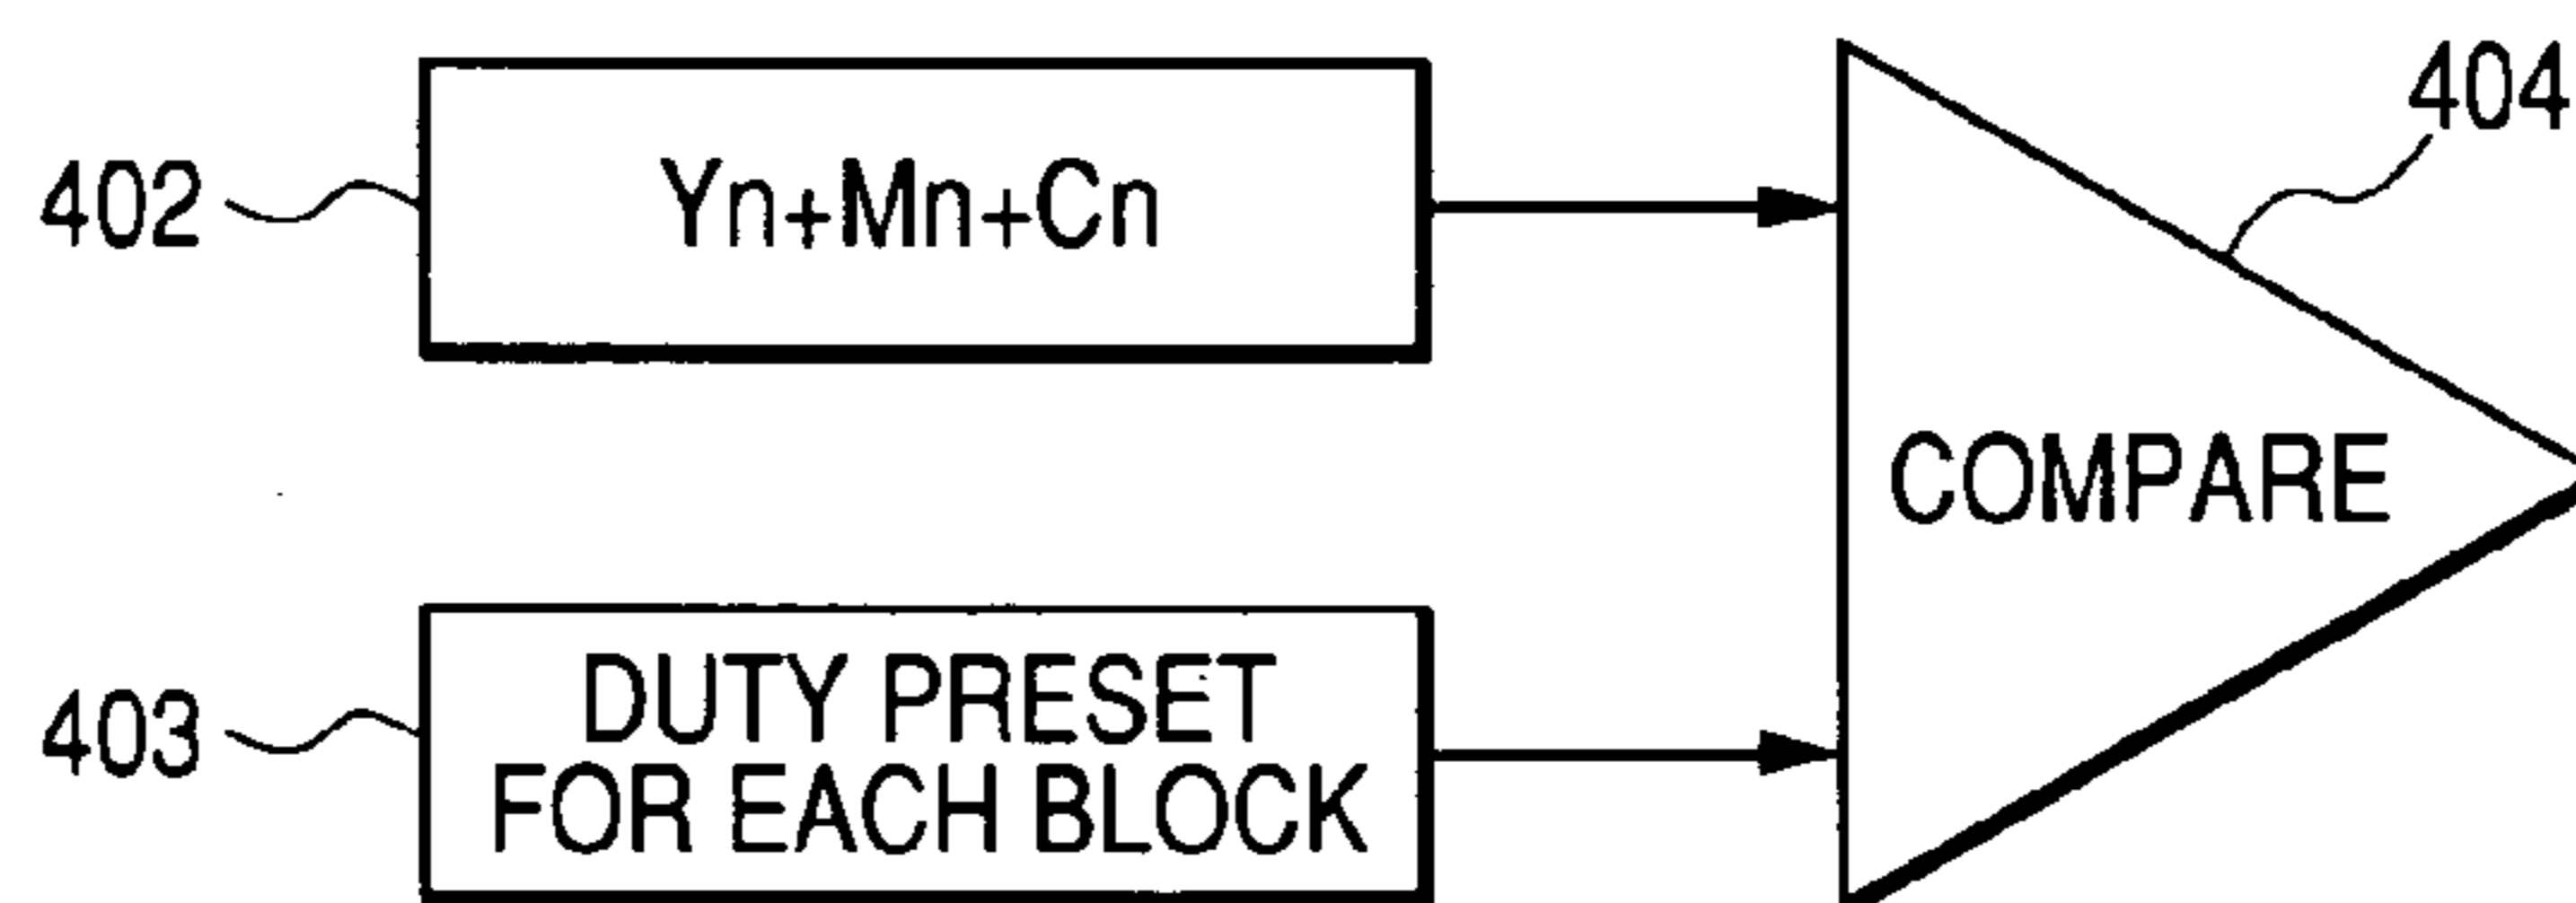 404
402
Yn+Mn+Cn
COMPARE
403
DUTY PRESET
FOR EACH BLOCK